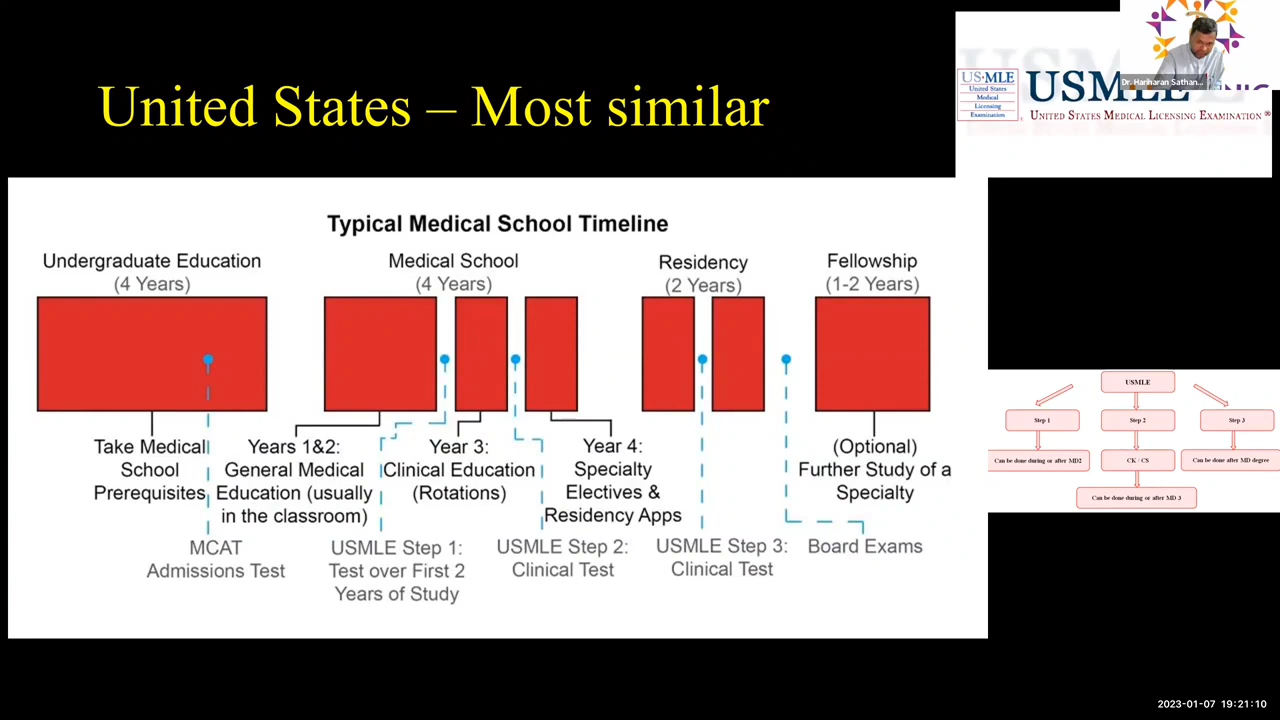 United States – Most similar
US·MLE
United States
Medical
Licensing
Examination
USMLE
UNITED STATES MEDICAL LICENSING EXAMINATION®
Dr. Hariharan Sathan...
Typical Medical School Timeline
Undergraduate Education
(4 Years)
Medical School
(4 Years)
Residency
(2 Years)
Fellowship
(1-2 Years)
Take Medical
School
Prerequisites
Years 1&2:
General Medical
Education (usually
in the classroom)
Year 3:
Clinical Education
(Rotations)
Year 4:
Specialty
Electives &
Residency Apps
(Optional)
Further Study of a
Specialty
MCAT
Admissions Test
USMLE Step 1:
Test over First 2
Years of Study
USMLE Step 2:
Clinical Test
USMLE Step 3:
Clinical Test
Board Exams
USMLE
Step 1
Step 2
Step 3
Can be done during or after MD2
CK / CS
Can be done after MD degree
Can be done during or after MD 3
2023-01-07 19:21:10